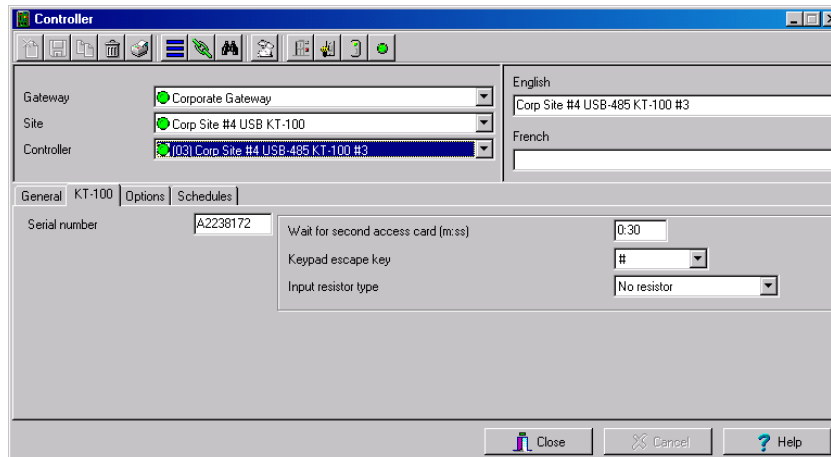 Controller
English
Gateway
Corporate Gateway
Corp Site #4 USB-485 KT-100 #3
Site
Corp Site #4 USB KT-100
French
Controller
(03) Corp Site #4 USB-485 KT-100 #3
General
KT-100
Options
Schedules
Serial number
A2238172
Wait for second access card (m:ss)
0:30
Keypad escape key
#
Input resistor type
No resistor
Close
Cancel
? Help